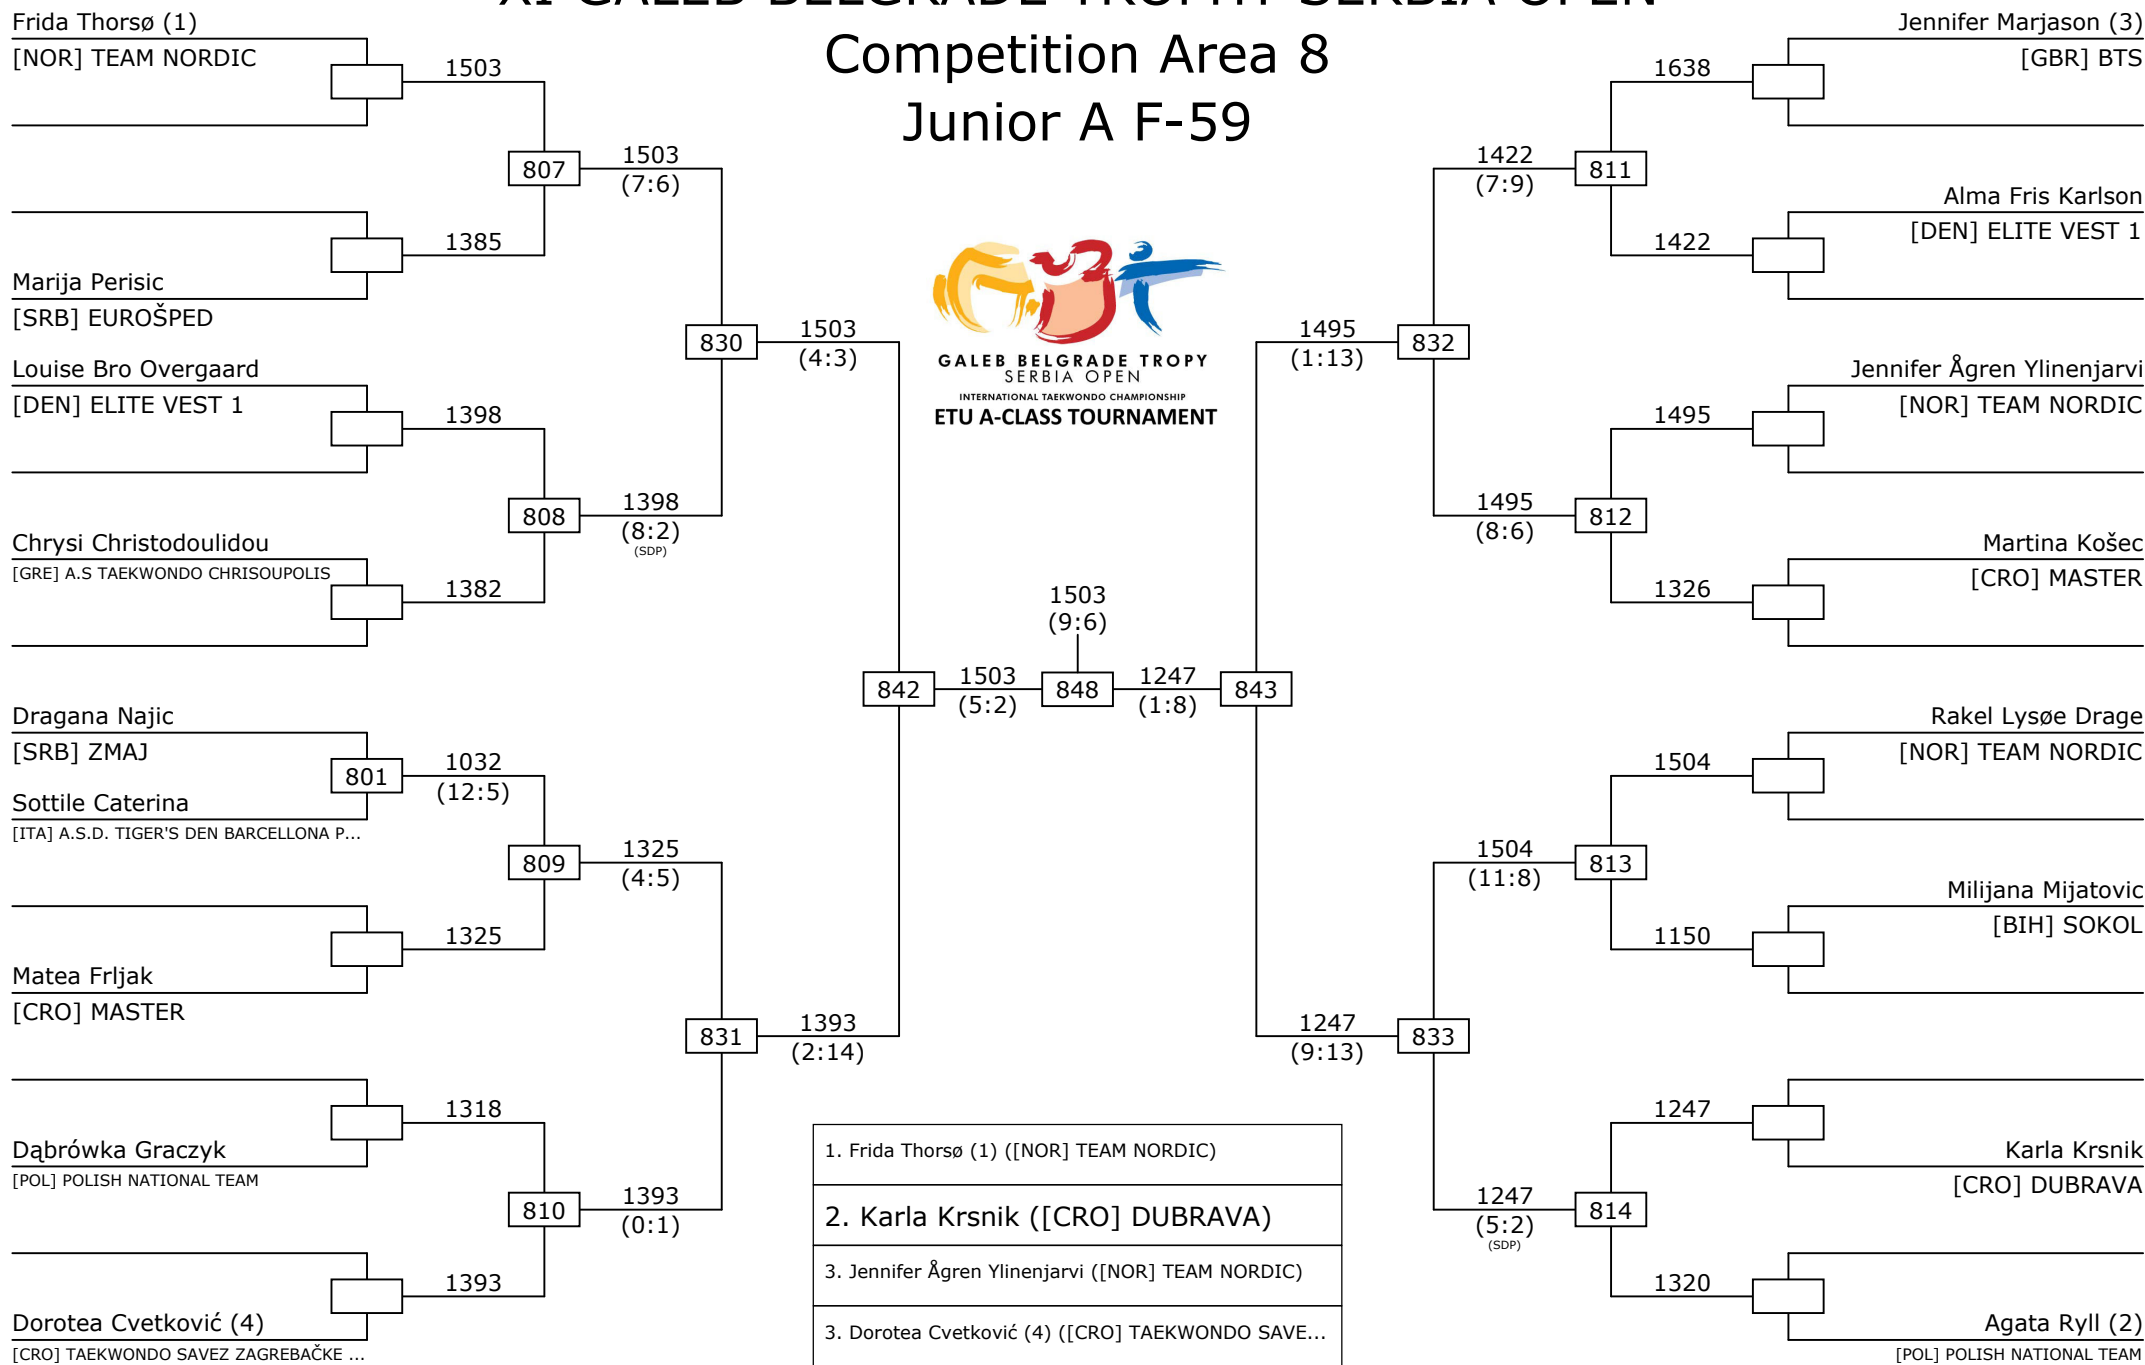 XI GALEB BELGRADE TROPHY SERBIA OPEN
Competition Area 8
Junior A F-59
Frida Thorsø (1)
[NOR] TEAM NORDIC
1503
807
1503
(7:6)
1385
Marija Perisic
[SRB] EUROŠPED
830
1503
(4:3)
Louise Bro Overgaard
[DEN] ELITE VEST 1
1398
808
1398
(8:2)
(SDP)
Chrysi Christodoulidou
[GRE] A.S TAEKWONDO CHRISOUPOLIS
1382
842
1503
(5:2)
Dragana Najic
[SRB] ZMAJ
801
1032
(12:5)
Sottile Caterina
[ITA] A.S.D. TIGER'S DEN BARCELLONA P...
809
1325
(4:5)
1325
Matea Frljak
[CRO] MASTER
831
1393
(2:14)
1318
Dąbrówka Graczyk
[POL] POLISH NATIONAL TEAM
810
1393
(0:1)
1393
Dorotea Cvetković (4)
[CRO] TAEKWONDO SAVEZ ZAGREBAČKE ...
GALEB BELGRADE TROPY
SERBIA OPEN
INTERNATIONAL TAEKWONDO CHAMPIONSHIP
ETU A-CLASS TOURNAMENT
1503
(9:6)
848
1247
(1:8)
843
Jennifer Marjason (3)
[GBR] BTS
1638
1422
(7:9)
811
Alma Fris Karlson
[DEN] ELITE VEST 1
1422
1495
(1:13)
832
Jennifer Ågren Ylinenjarvi
[NOR] TEAM NORDIC
1495
1495
(8:6)
812
Martina Košec
[CRO] MASTER
1326
Rakel Lysøe Drage
[NOR] TEAM NORDIC
1504
1504
(11:8)
813
Milijana Mijatovic
[BIH] SOKOL
1150
1247
(9:13)
833
1247
Karla Krsnik
[CRO] DUBRAVA
1247
(5:2)
(SDP)
814
1320
Agata Ryll (2)
[POL] POLISH NATIONAL TEAM
1. Frida Thorsø (1) ([NOR] TEAM NORDIC)
2. Karla Krsnik ([CRO] DUBRAVA)
3. Jennifer Ågren Ylinenjarvi ([NOR] TEAM NORDIC)
3. Dorotea Cvetković (4) ([CRO] TAEKWONDO SAVE...